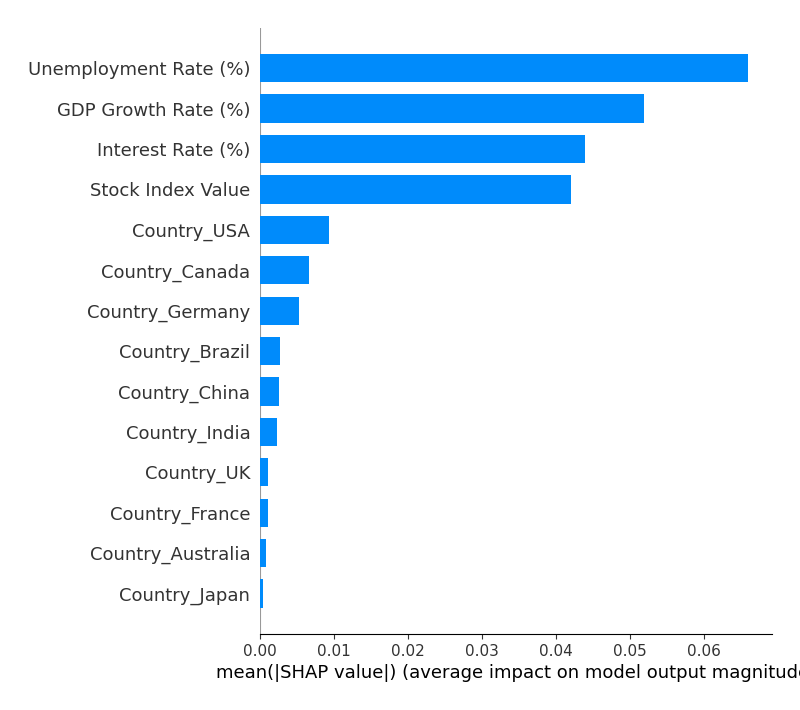 Unemployment Rate (%)
GDP Growth Rate (%)
Interest Rate (%)
Stock Index Value
Country_USA
Country_Canada
Country_Germany
Country_Brazil
Country_China
Country_India
Country_UK
Country_France
Country_Australia
Country_Japan
0.00 0.01 0.02 0.03 0.04 0.05 0.06
mean(|SHAP value|) (average impact on model output magnitude